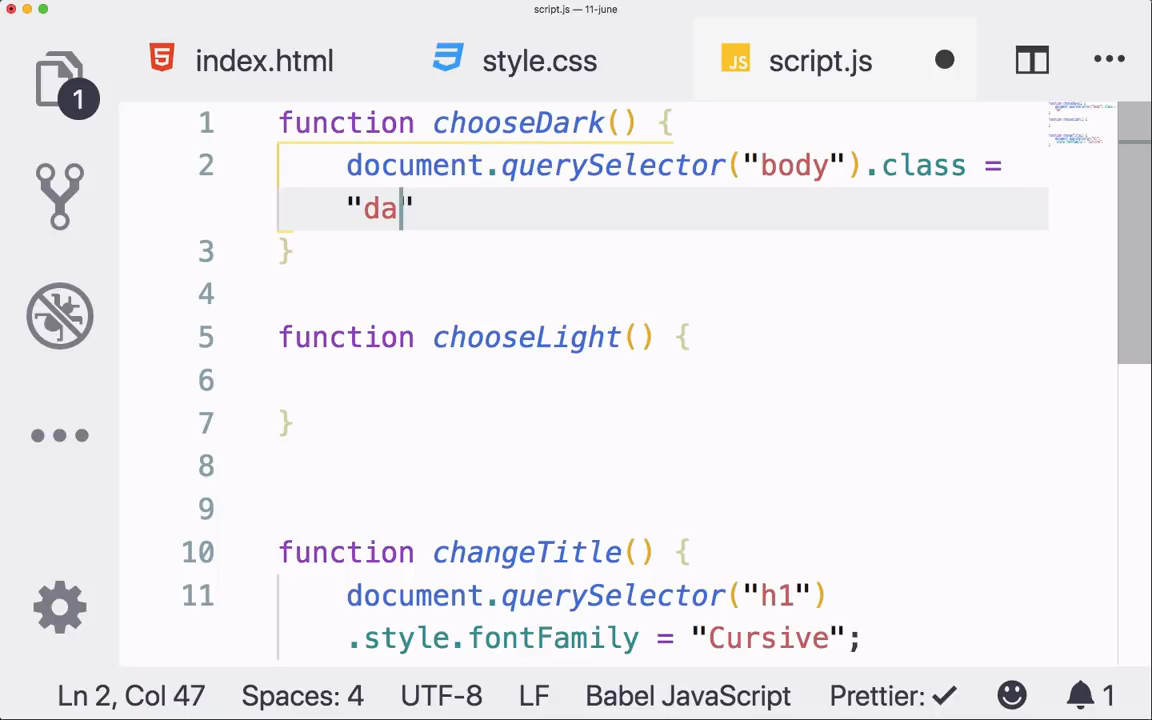 script.js — 11-june
index.html
style.css
JS script.js
1
1 function chooseDark() {
2 document.querySelector("body").class =
"da"
3 }
4
5 function chooseLight() {
6
7 }
8
9
10 function changeTitle() {
11 document.querySelector("h1")
.style.fontFamily = "Cursive";
Ln 2, Col 47 Spaces: 4 UTF-8 LF Babel JavaScript Prettier: ✓ 1